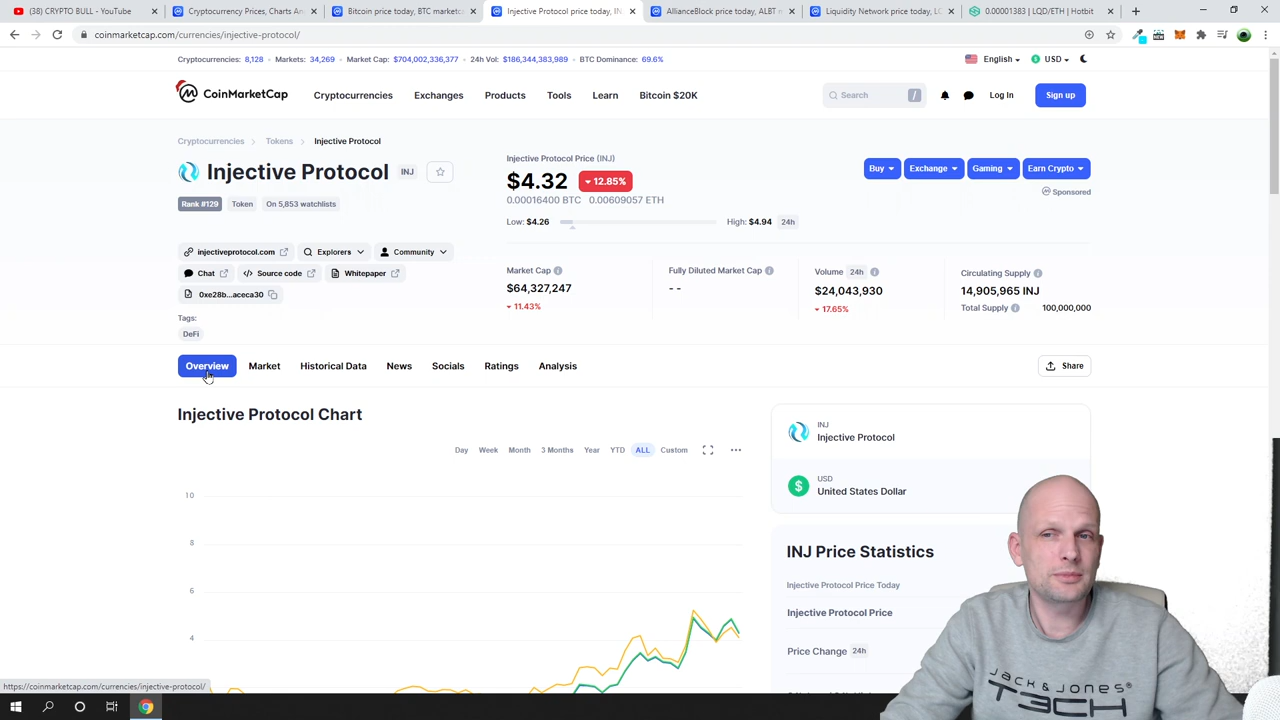 (38) CRYPTO BULL - YouTube
Cryptocurrency Prices, Charts An
Bitcoin price today, BTC marketc
Injective Protocol price today, IN
AllianceBlock price today, ALBT m
Liquidity Network price today, LQ
0.00001383 | LQD/ETH | Hotbit
coinmarketcap.com/currencies/injective-protocol/
Cryptocurrencies: 8,128 • Markets: 34,269 • Market Cap: $704,002,336,377 • 24h Vol: $186,344,383,989 • BTC Dominance: 69.6%
English
USD
CoinMarketCap
Cryptocurrencies
Exchanges
Products
Tools
Learn
Bitcoin $20K
Search
/
Log In
Sign up
Cryptocurrencies
Tokens
Injective Protocol
Injective Protocol
INJ
Rank #129
Token
On 5,853 watchlists
Injective Protocol Price (INJ)
$4.32
12.85%
0.00016400 BTC 0.00609057 ETH
Low: $4.26
High: $4.94
24h
Buy
Exchange
Gaming
Earn Crypto
Sponsored
injectiveprotocol.com
Explorers
Community
Chat
Source code
Whitepaper
0xe28b...aceca30
Tags:
DeFi
Market Cap
$64,327,247
11.43%
Fully Diluted Market Cap
- -
Volume 24h
$24,043,930
17.65%
Circulating Supply
14,905,965 INJ
Total Supply 100,000,000
Overview
Market
Historical Data
News
Socials
Ratings
Analysis
Share
Injective Protocol Chart
Day
Week
Month
3 Months
Year
YTD
ALL
Custom
10
8
6
4
INJ
Injective Protocol
USD
United States Dollar
INJ Price Statistics
Injective Protocol Price Today
Injective Protocol Price
Price Change 24h
https://coinmarketcap.com/currencies/injective-protocol/
JACK & JONES
T3CH